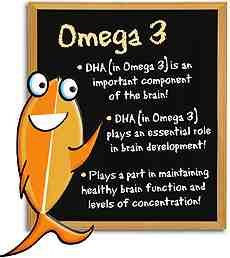 Omega 3
• DHA (in Omega 3) is an
important component
of the brain!
• DHA (in Omega 3)
plays an essential role
in brain development!
• Plays a part in maintaining
healthy brain function and
levels of concentration!